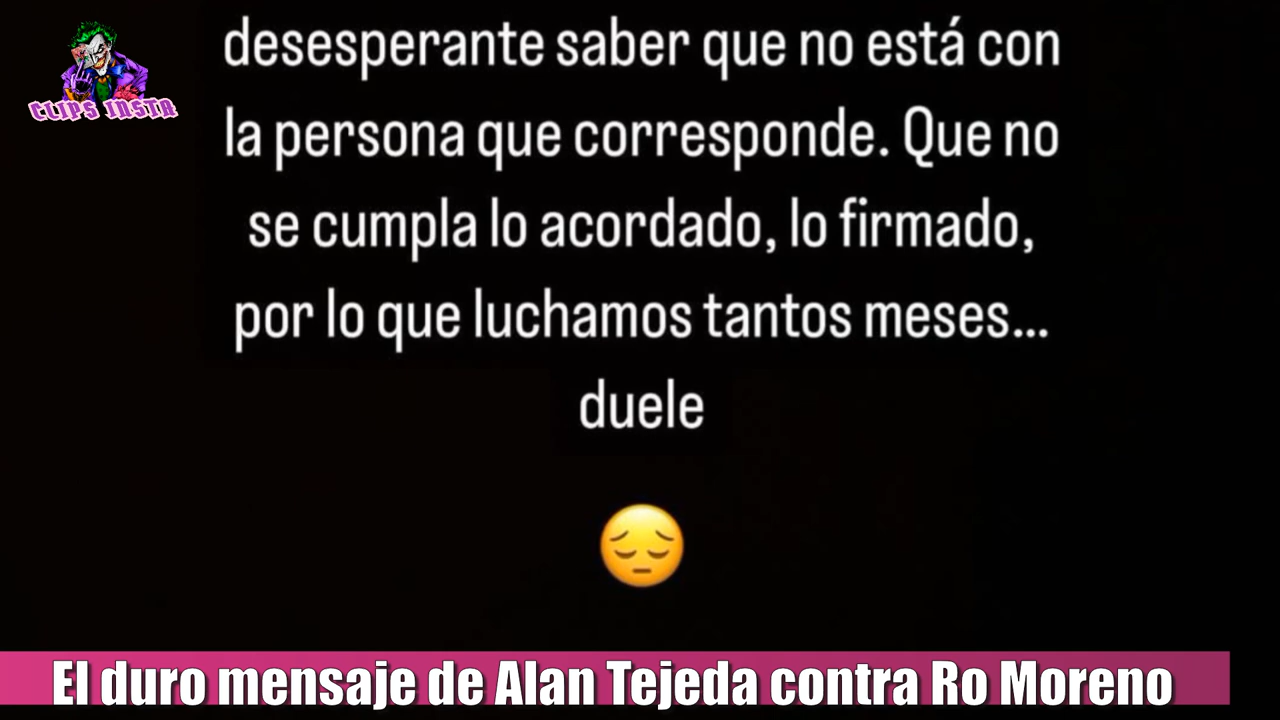 CLIPS INSTA
desesperante saber que no está con
la persona que corresponde. Que no
se cumpla lo acordado, lo firmado,
por lo que luchamos tantos meses...
duele
El duro mensaje de Alan Tejeda contra Ro Moreno